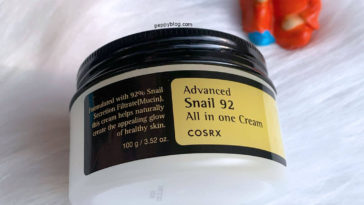 geppyblog.com
Formulated with 92% Snail
Secretion Filtrate(Mucin),
this cream helps naturally
create the appealing glow
of healthy skin.
100 g / 3.52 oz.
Advanced
Snail 92
All in one Cream
COSRX